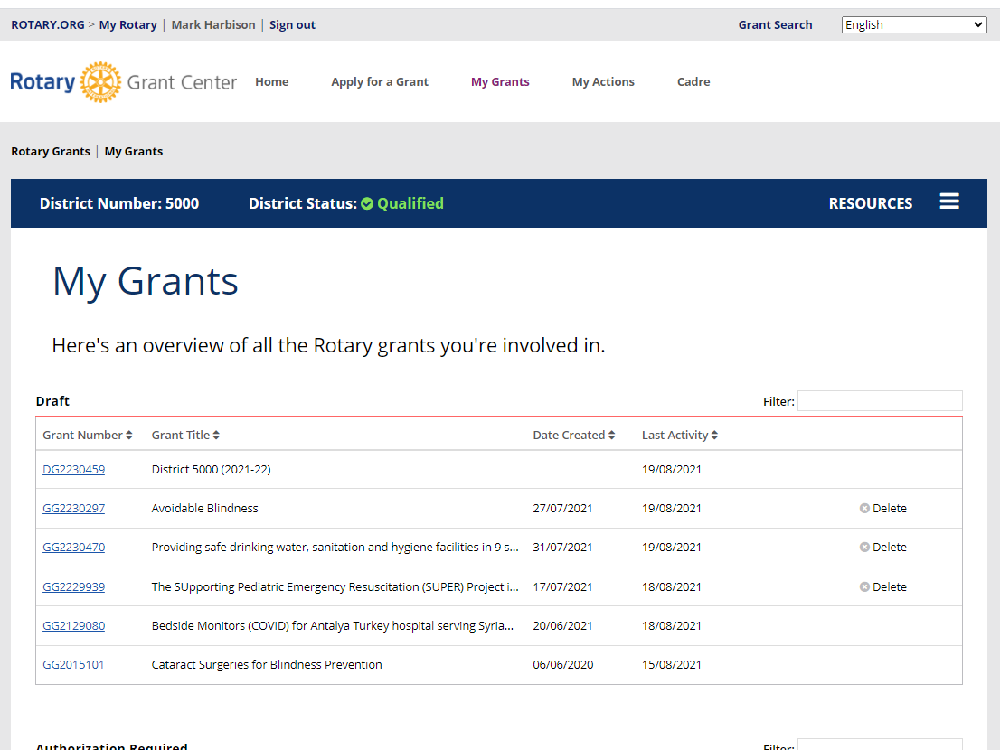 ROTARY.ORG > My Rotary | Mark Harbison | Sign out Grant Search English
Rotary Grant Center Home Apply for a Grant My Grants My Actions Cadre
Rotary Grants | My Grants
District Number: 5000 District Status: Qualified RESOURCES
My Grants
Here's an overview of all the Rotary grants you're involved in.
Draft Filter:
Grant Number Grant Title Date Created Last Activity
DG2230459 District 5000 (2021-22) 19/08/2021
GG2230297 Avoidable Blindness 27/07/2021 19/08/2021 Delete
GG2230470 Providing safe drinking water, sanitation and hygiene facilities in 9 s... 31/07/2021 19/08/2021 Delete
GG2229939 The SUpporting Pediatric Emergency Resuscitation (SUPER) Project i... 17/07/2021 18/08/2021 Delete
GG2129080 Bedside Monitors (COVID) for Antalya Turkey hospital serving Syria... 20/06/2021 18/08/2021
GG2015101 Cataract Surgeries for Blindness Prevention 06/06/2020 15/08/2021
Authorization Required Filter: